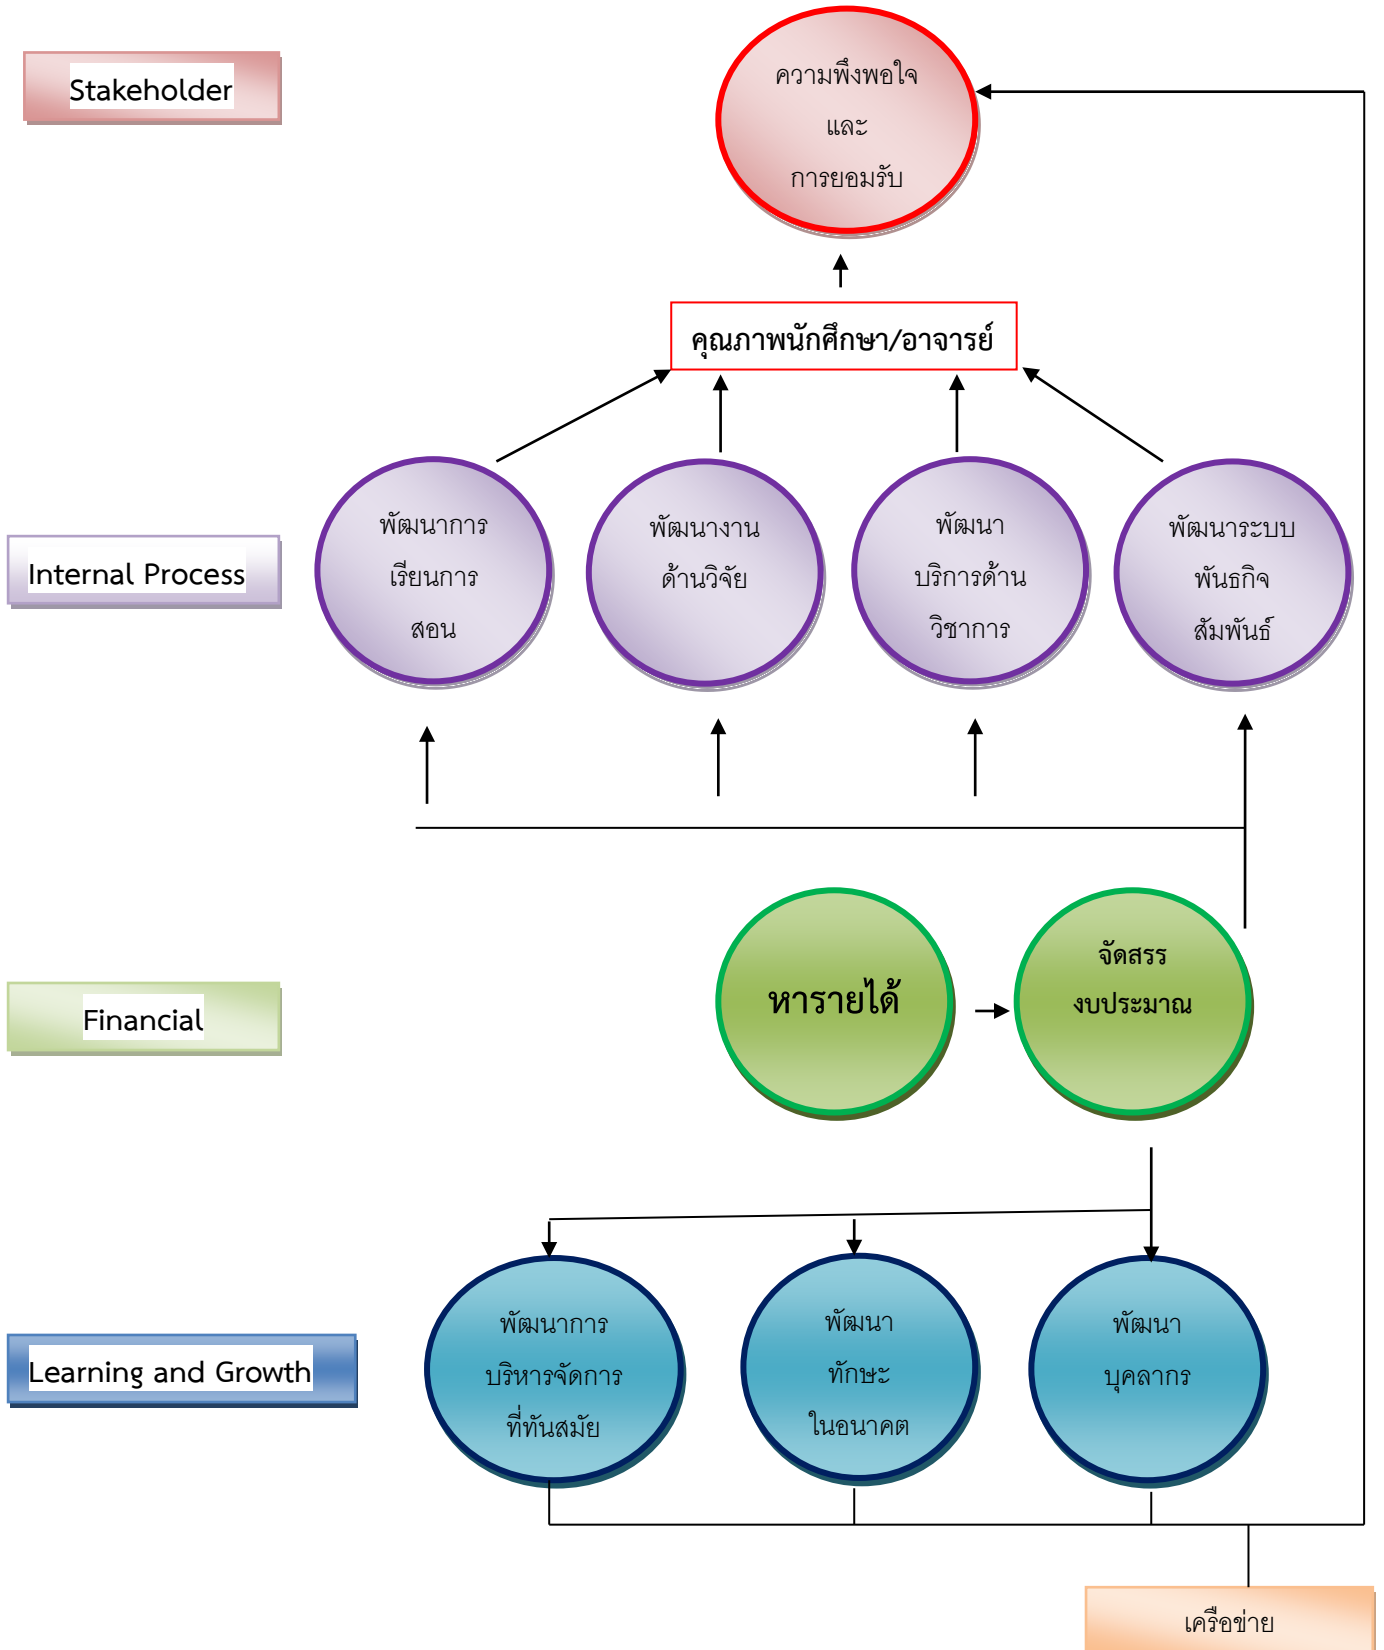 Stakeholder
ความพึงพอใจ
และ
การยอมรับ
คุณภาพนักศึกษา/อาจารย์
Internal Process
พัฒนาการ
เรียนการ
สอน
พัฒนางาน
ด้านวิจัย
พัฒนา
บริการด้าน
วิชาการ
พัฒนาระบบ
พันธกิจ
สัมพันธ์
Financial
หารายได้
จัดสรร
งบประมาณ
Learning and Growth
พัฒนาการ
บริหารจัดการ
ที่ทันสมัย
พัฒนา
ทักษะ
ในอนาคต
พัฒนา
บุคลากร
เครือข่าย